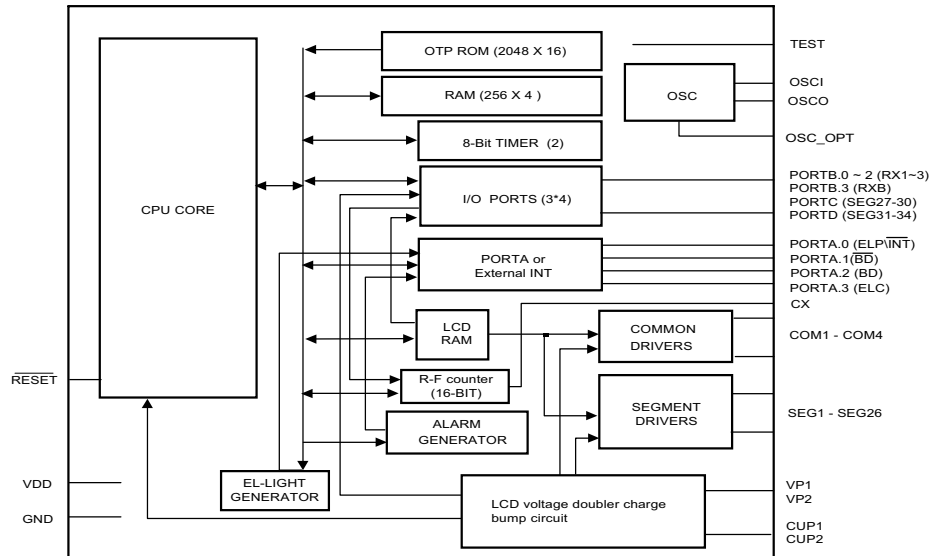 OTP ROM (2048 X 16)
TEST
CPU CORE
RAM (256 X 4 )
OSC
OSCI
OSCO
8-Bit TIMER (2)
OSC_OPT
I/O PORTS (3*4)
PORTB.0 ~ 2 (RX1~3)
PORTB.3 (RXB)
PORTC (SEG27-30)
PORTD (SEG31-34)
PORTA or
External INT
PORTA.0 (ELP\I̅N̅T̅)
PORTA.1(B̅D̅)
PORTA.2 (BD)
PORTA.3 (ELC)
CX
LCD
RAM
COMMON
DRIVERS
COM1 - COM4
R̅E̅S̅E̅T̅
R-F counter
(16-BIT)
SEGMENT
DRIVERS
SEG1 - SEG26
ALARM
GENERATOR
EL-LIGHT
GENERATOR
VDD
GND
LCD voltage doubler charge
bump circuit
VP1
VP2
CUP1
CUP2